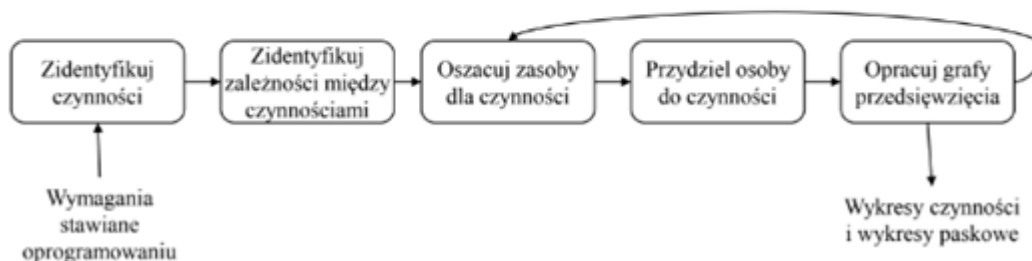 Zidentyfikuj
czynności
Zidentyfikuj
zależności między
czynnościami
Oszacuj zasoby
dla czynności
Przydziel osoby
do czynności
Opracuj grafy
przedsięwzięcia
Wymagania
stawiane
oprogramowaniu
Wykresy czynności
i wykresy paskowe